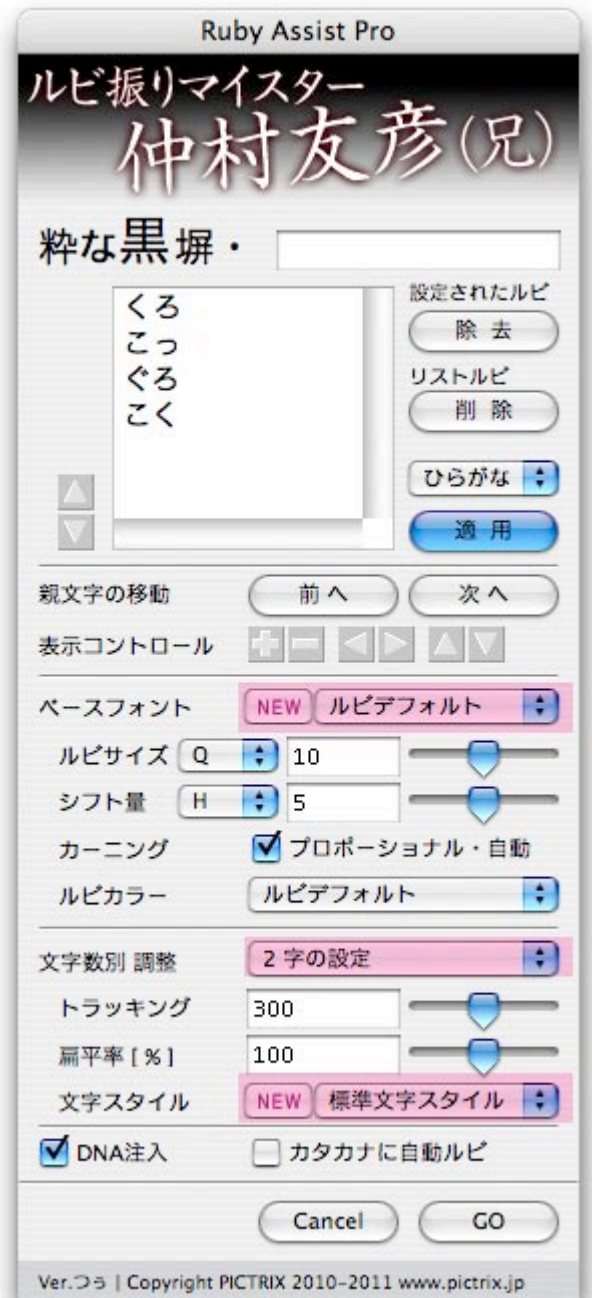 Ruby Assist Pro
ルビ振りマイスター
仲村友彦(兄)
粋な黒塀・
くろ
こっ
ぐろ
こく
設定されたルビ
除 去
リストルビ
削 除
ひらがな
適 用
親文字の移動 前 へ 次 へ
表示コントロール
ベースフォント NEW ルビデフォルト
ルビサイズ Q 10
シフト量 H 5
カーニング プロポーショナル・自動
ルビカラー ルビデフォルト
文字数別 調整 2 字の設定
トラッキング 300
扁平率 [ % ] 100
文字スタイル NEW 標準文字スタイル
DNA注入 カタカナに自動ルビ
Cancel GO
Ver.つぅ | Copyright PICTRIX 2010-2011 www.pictrix.jp